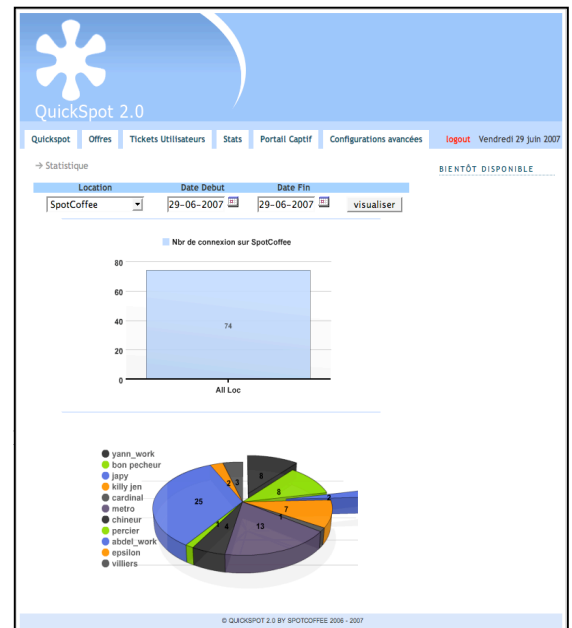 QuickSpot 2.0
Quickspot Offres Tickets Utilisateurs Stats Portail Captif Configurations avancées logout Vendredi 29 juin 2007
→ Statistique
BIENTÔT DISPONIBLE
Location Date Debut Date Fin
SpotCoffee 29-06-2007 29-06-2007 visualiser
Nbr de connexion sur SpotCoffee
80
60
40
74
20
0
All Loc
yann_work
bon pecheur
japy
killy jen
cardinal
metro
chineur
percier
abdel_work
epsilon
villiers
8
8
2
7
1
13
4
1
25
2
3
© QUICKSPOT 2.0 BY SPOTCOFFEE 2006 - 2007